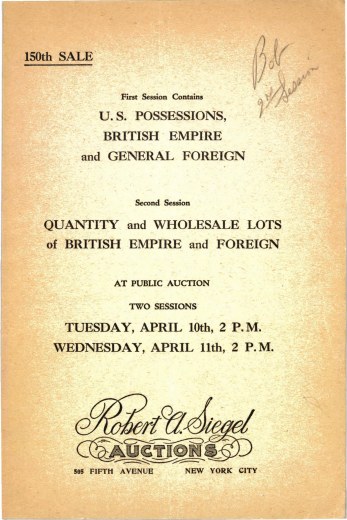 150th SALE
Bob
2nd Session
First Session Contains
U. S. POSSESSIONS,
BRITISH EMPIRE
and GENERAL FOREIGN
Second Session
QUANTITY and WHOLESALE LOTS
of BRITISH EMPIRE and FOREIGN
AT PUBLIC AUCTION
TWO SESSIONS
TUESDAY, APRIL 10th, 2 P. M.
WEDNESDAY, APRIL 11th, 2 P. M.
Robert A. Siegel
AUCTIONS
505 FIFTH AVENUE NEW YORK CITY